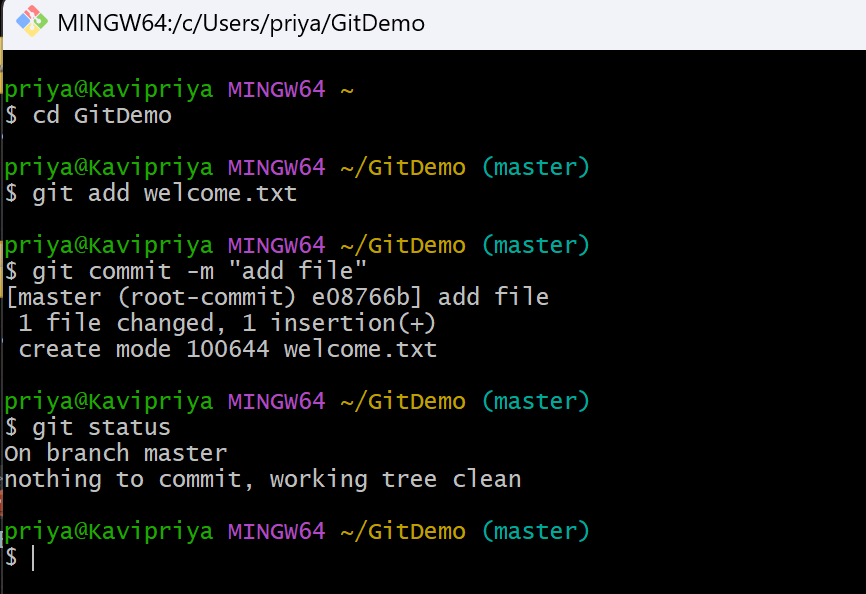 MINGW64:/c/Users/priya/GitDemo
priya@Kavipriya MINGW64 ~
$ cd GitDemo
priya@Kavipriya MINGW64 ~/GitDemo (master)
$ git add welcome.txt
priya@Kavipriya MINGW64 ~/GitDemo (master)
$ git commit -m "add file"
[master (root-commit) e08766b] add file
 1 file changed, 1 insertion(+)
 create mode 100644 welcome.txt
priya@Kavipriya MINGW64 ~/GitDemo (master)
$ git status
On branch master
nothing to commit, working tree clean
priya@Kavipriya MINGW64 ~/GitDemo (master)
$